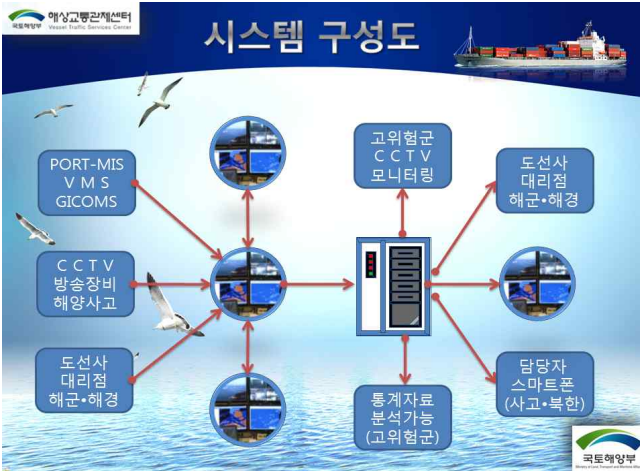 국토해양부
해상교통관제센터
Vessel Traffic Services Center
시스템 구성도
PORT-MIS
V M S
GICOMS
C C T V
방송장비
해양사고
도선사
대리점
해군•해경
고위험군
C C T V
모니터링
통계자료
분석가능
(고위험군)
도선사
대리점
해군•해경
담당자
스마트폰
(사고•북한)
국토해양부